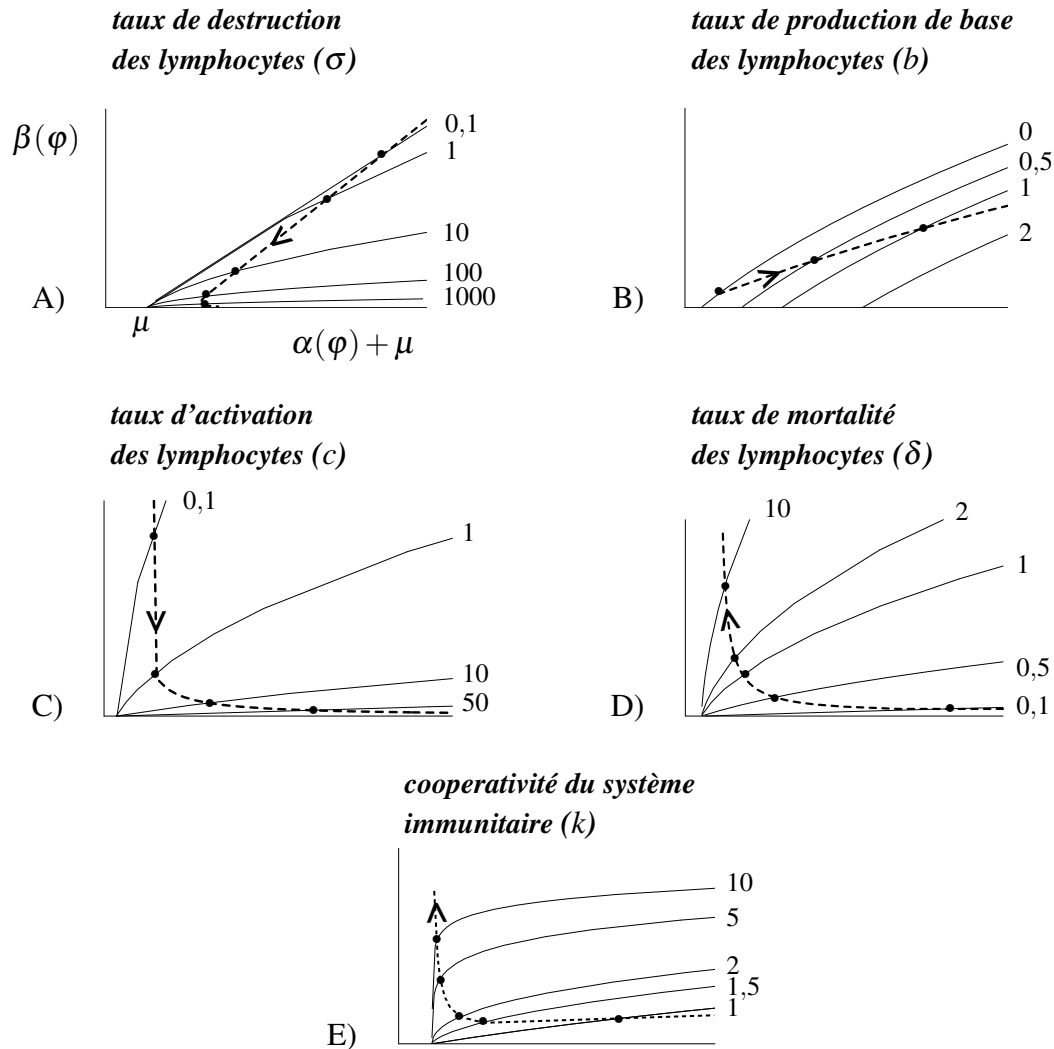 taux de destruction
des lymphocytes (σ)
taux de production de base
des lymphocytes (b)
β(φ)
0,1
1
10
100
1000
A)
μ
α(φ) + μ
0
0,5
1
2
B)
taux d'activation
des lymphocytes (c)
taux de mortalité
des lymphocytes (δ)
0,1
1
10
50
C)
10
2
1
0,5
0,1
D)
cooperativité du système
immunitaire (k)
10
5
2
1,5
1
E)